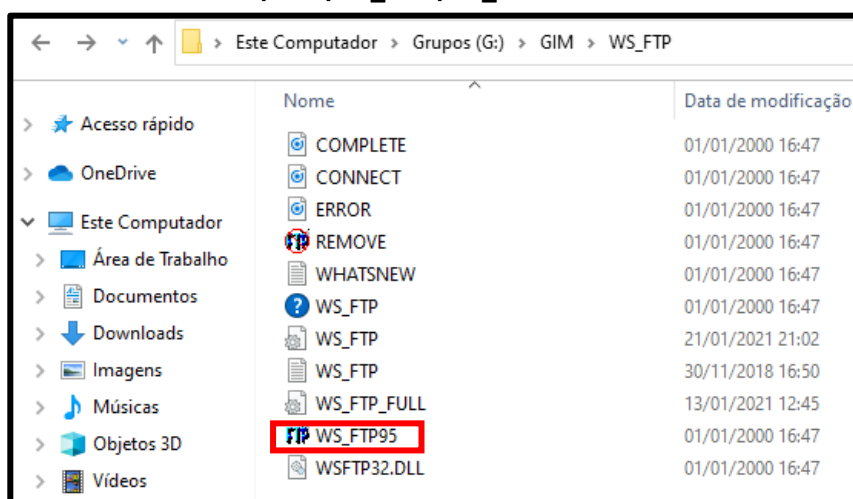 Este Computador > Grupos (G:) > GIM > WS_FTP
Nome Data de modificação
Acesso rápido
OneDrive
Este Computador
Área de Trabalho
Documentos
Downloads
Imagens
Músicas
Objetos 3D
Vídeos
COMPLETE 01/01/2000 16:47
CONNECT 01/01/2000 16:47
ERROR 01/01/2000 16:47
FTP REMOVE 01/01/2000 16:47
WHATSNEW 01/01/2000 16:47
? WS_FTP 01/01/2000 16:47
WS_FTP 21/01/2021 21:02
WS_FTP 30/11/2018 16:50
WS_FTP_FULL 13/01/2021 12:45
FTP WS_FTP95 01/01/2000 16:47
WSFTP32.DLL 01/01/2000 16:47